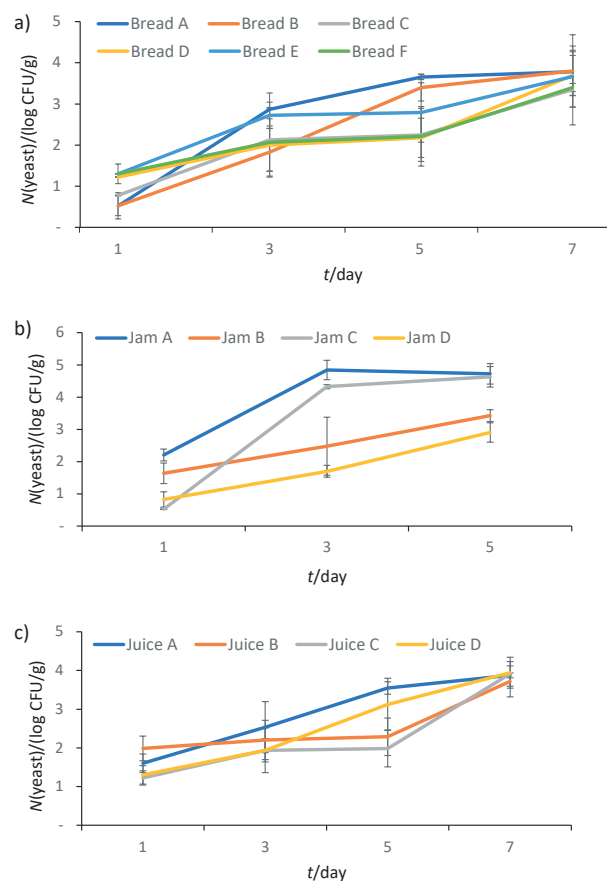 a)
Bread A Bread B Bread C
Bread D Bread E Bread F
5
4
3
2
1
-
N(yeast)/(log CFU/g)
1 3 5 7
t/day
b)
Jam A Jam B Jam C Jam D
6
5
4
3
2
1
-
N(yeast)/(log CFU/g)
1 3 5
t/day
c)
Juice A Juice B Juice C Juice D
5
4
3
2
1
-
N(yeast)/(log CFU/g)
1 3 5 7
t/day